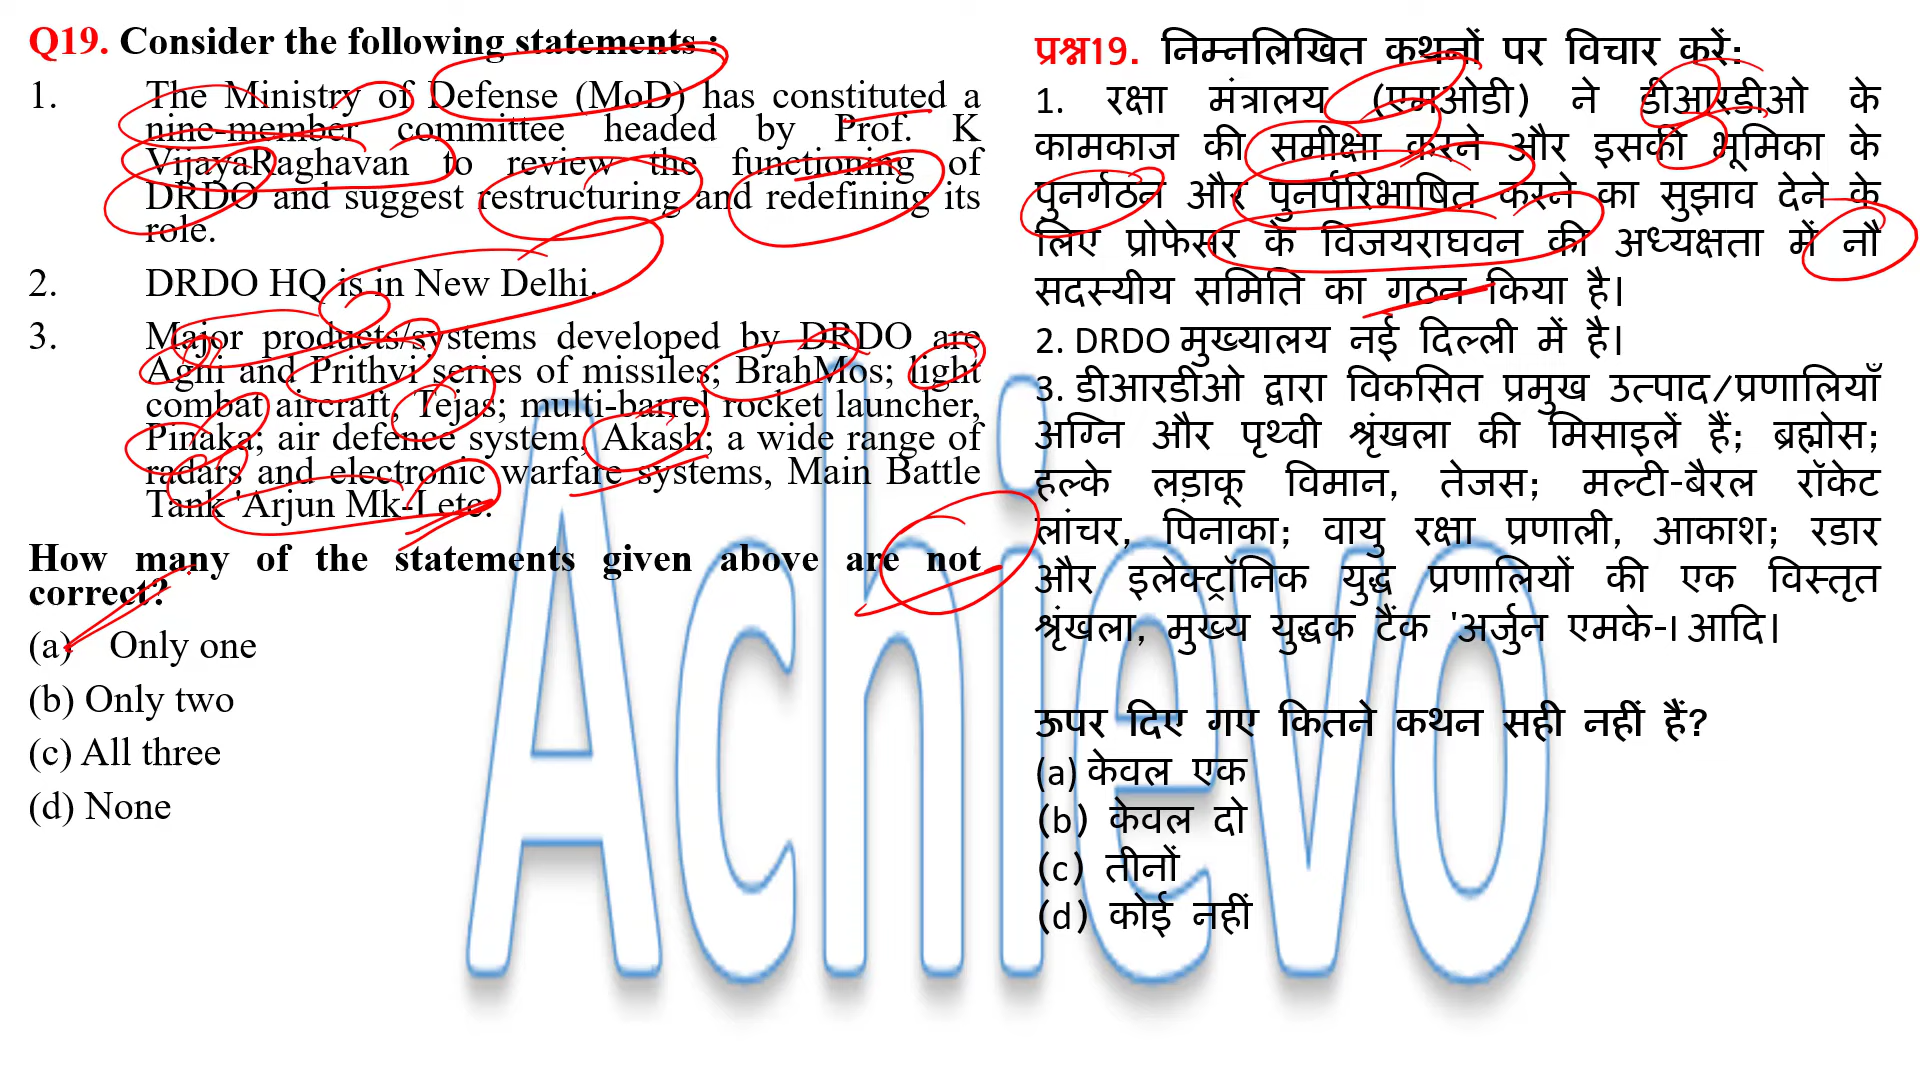 Q19. Consider the following statements :
1. The Ministry of Defense (MoD) has constituted a
nine-member committee headed by Prof. K
VijayaRaghavan to review the functioning of
DRDO and suggest restructuring and redefining its
role.
2. DRDO HQ is in New Delhi.
3. Major products/systems developed by DRDO are
Agni and Prithvi series of missiles; BrahMos; light
combat aircraft, Tejas; multi-barrel rocket launcher,
Pinaka; air defence system, Akash; a wide range of
radars and electronic warfare systems, Main Battle
Tank 'Arjun Mk-I etc.
How many of the statements given above are not
correct?
(a) Only one
(b) Only two
(c) All three
(d) None
प्रश्न19. निम्नलिखित कथनों पर विचार करें:
1. रक्षा मंत्रालय (एमओडी) ने डीआरडीओ के
कामकाज की समीक्षा करने और इसकी भूमिका के
पुनर्गठन और पुनर्परिभाषित करने का सुझाव देने के
लिए प्रोफेसर के विजयराघवन की अध्यक्षता में नौ
सदस्यीय समिति का गठन किया है।
2. DRDO मुख्यालय नई दिल्ली में है।
3. डीआरडीओ द्वारा विकसित प्रमुख उत्पाद/प्रणालियाँ
अग्नि और पृथ्वी श्रृंखला की मिसाइलें हैं; ब्रह्मोस;
हल्के लड़ाकू विमान, तेजस; मल्टी-बैरल रॉकेट
लांचर, पिनाका; वायु रक्षा प्रणाली, आकाश; रडार
और इलेक्ट्रॉनिक युद्ध प्रणालियों की एक विस्तृत
श्रृंखला, मुख्य युद्धक टैंक 'अर्जुन एमके-I आदि।
ऊपर दिए गए कितने कथन सही नहीं हैं?
(a) केवल एक
(b) केवल दो
(c) तीनों
(d) कोई नहीं
Achievo